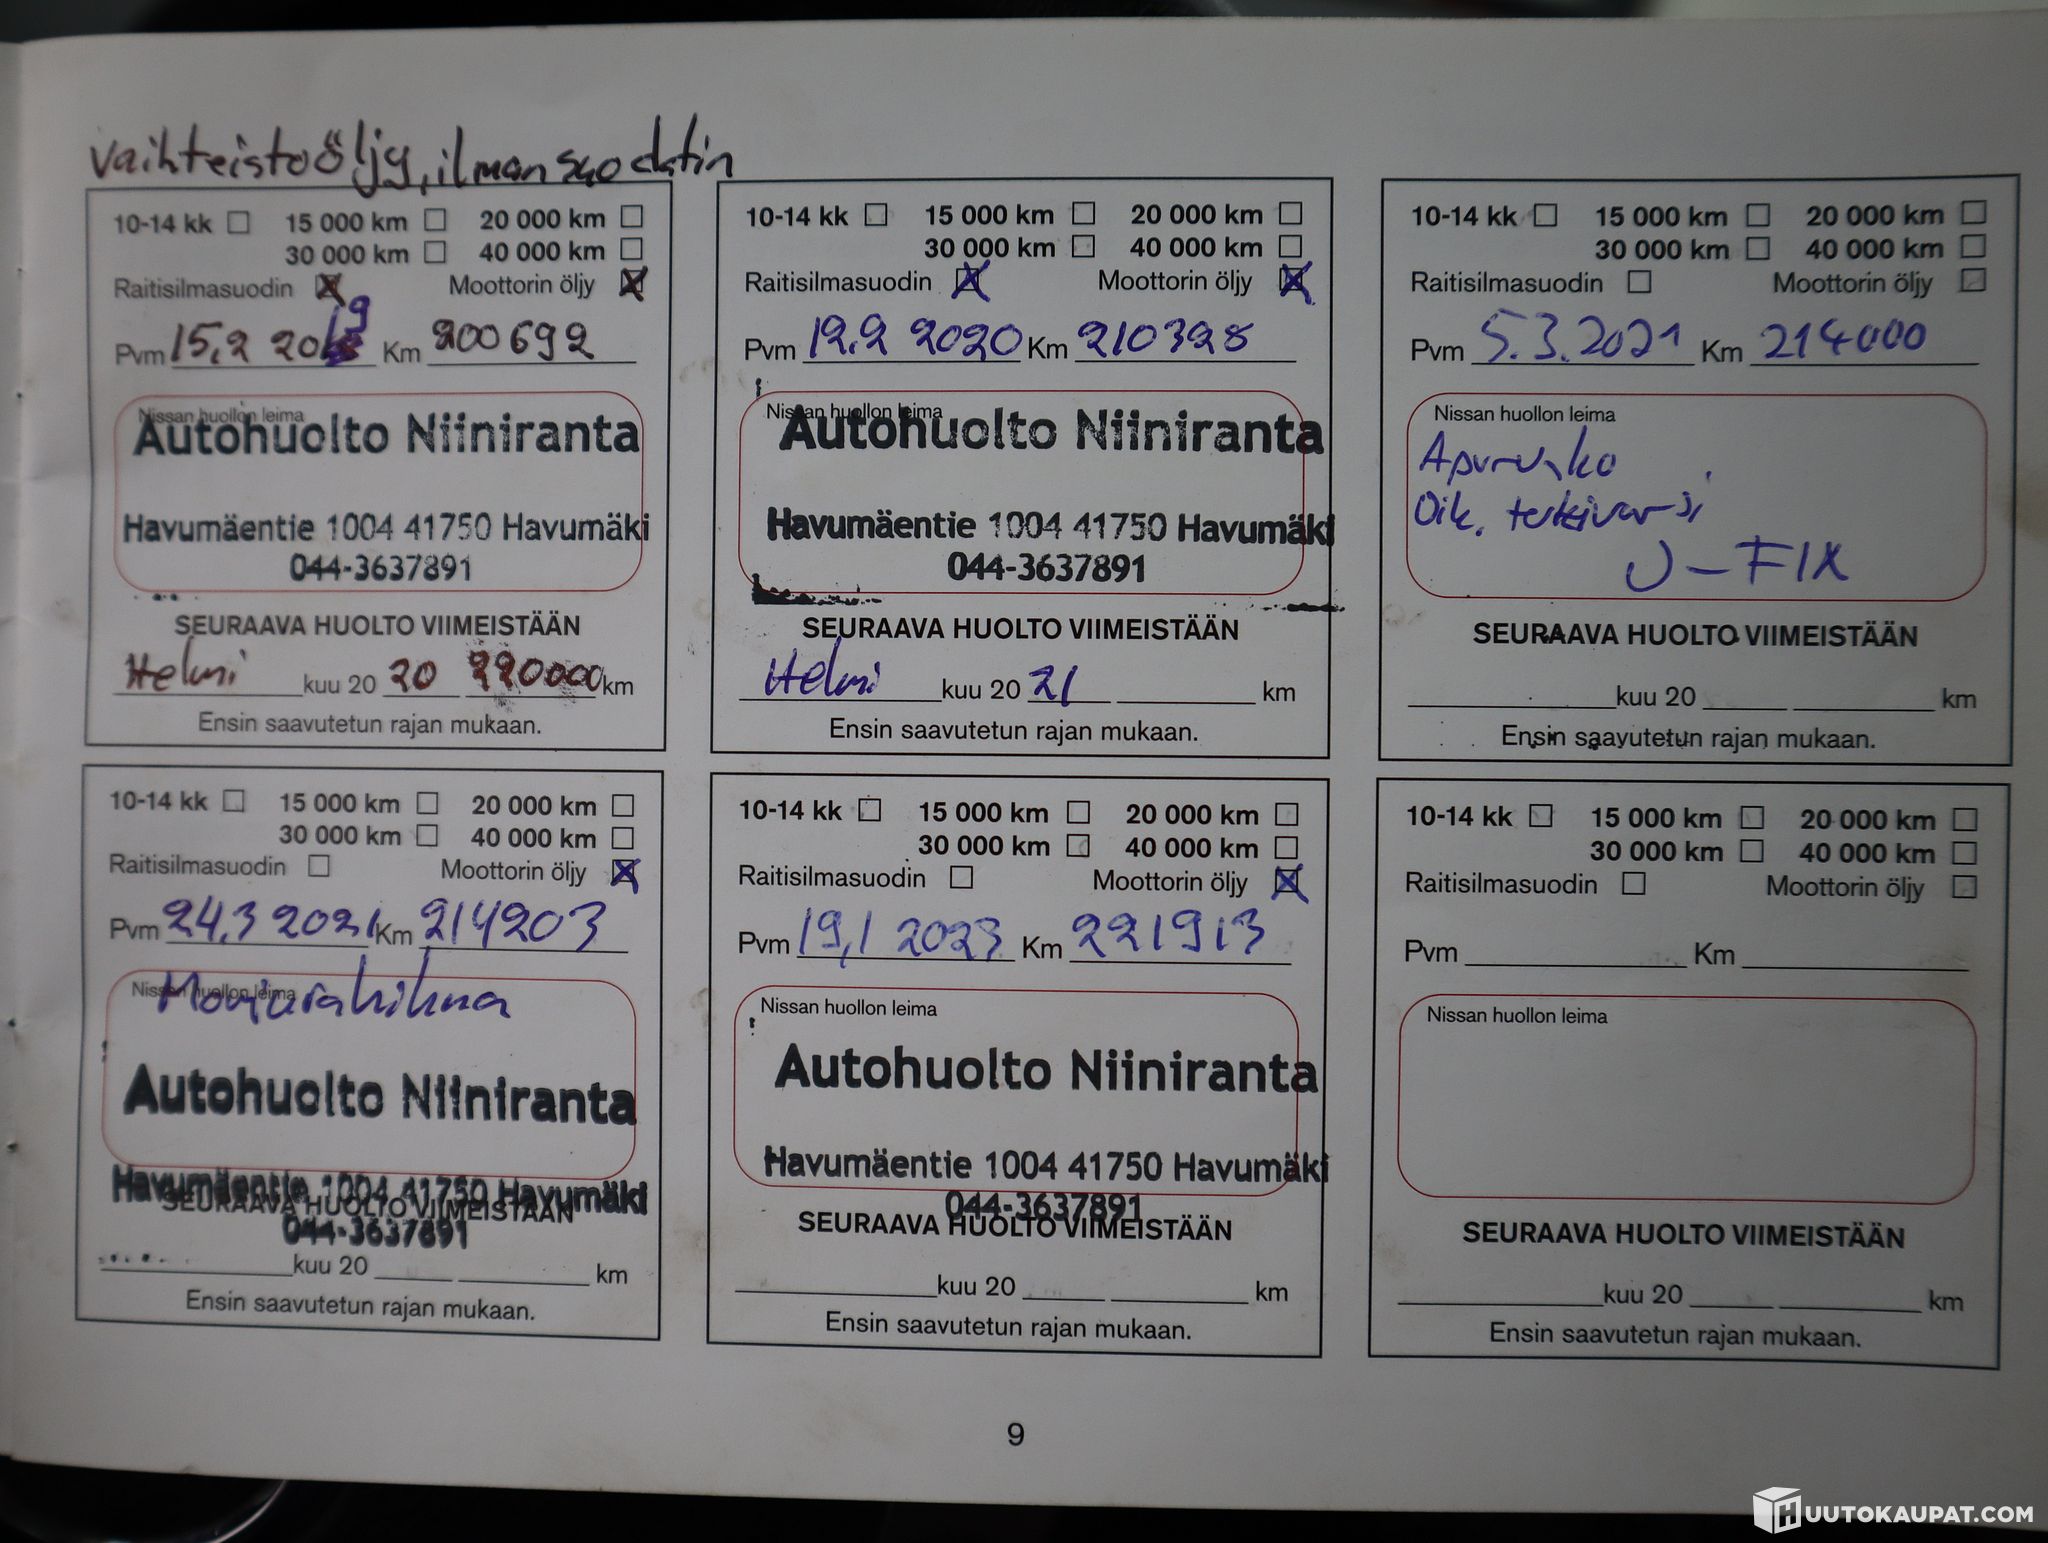 vaihteistoöljy, ilmansuodatin
10-14 kk 15 000 km 20 000 km
30 000 km 40 000 km
Raitisilmasuodin Moottorin öljy
Pvm 15.2 2019 Km 200692
Nissan huollon leima
Autohuolto Niiniranta
Havumäentie 1004 41750 Havumäki
044-3637891
SEURAAVA HUOLTO VIIMEISTÄÄN
Helmi kuu 20 20 220000 km
Ensin saavutetun rajan mukaan.
10-14 kk 15 000 km 20 000 km
30 000 km 40 000 km
Raitisilmasuodin Moottorin öljy
Pvm 12.2 2020 Km 210328
Nissan huollon leima
Autohuolto Niiniranta
Havumäentie 1004 41750 Havumäki
044-3637891
SEURAAVA HUOLTO VIIMEISTÄÄN
Helmi kuu 20 21 km
Ensin saavutetun rajan mukaan.
10-14 kk 15 000 km 20 000 km
30 000 km 40 000 km
Raitisilmasuodin Moottorin öljy
Pvm 5.3.2021 Km 214000
Nissan huollon leima
Apurunko
Oik. tukivarsi
U-FIX
SEURAAVA HUOLTO VIIMEISTÄÄN
kuu 20 km
Ensin saavutetun rajan mukaan.
10-14 kk 15 000 km 20 000 km
30 000 km 40 000 km
Raitisilmasuodin Moottorin öljy
Pvm 24.3 2021 Km 214203
Nissan huollon leima
Moniurahihna
Autohuolto Niiniranta
Havumäentie 1004 41750 Havumäki
SEURAAVA HUOLTO VIIMEISTÄÄN
044-3637891
kuu 20 km
Ensin saavutetun rajan mukaan.
10-14 kk 15 000 km 20 000 km
30 000 km 40 000 km
Raitisilmasuodin Moottorin öljy
Pvm 19.1 2023 Km 221913
Nissan huollon leima
Autohuolto Niiniranta
Havumäentie 1004 41750 Havumäki
044-3637891
SEURAAVA HUOLTO VIIMEISTÄÄN
kuu 20 km
Ensin saavutetun rajan mukaan.
10-14 kk 15 000 km 20 000 km
30 000 km 40 000 km
Raitisilmasuodin Moottorin öljy
Pvm Km
Nissan huollon leima
SEURAAVA HUOLTO VIIMEISTÄÄN
kuu 20 km
Ensin saavutetun rajan mukaan.
9
HUUTOKAUPAT.COM